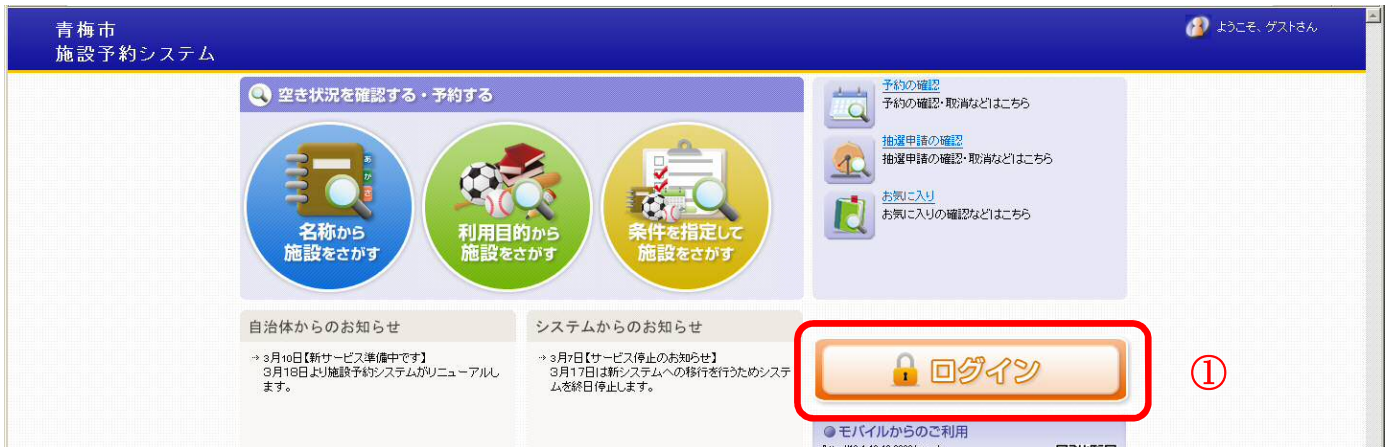 青梅市
施設予約システム
ようこそ、ゲストさん
空き状況を確認する・予約する
あ
か
さ
名称から
施設をさがす
利用目的から
施設をさがす
条件を指定して
施設をさがす
予約の確認
予約の確認・取消などはこちら
抽選申請の確認
抽選申請の確認・取消などはこちら
お気に入り
お気に入りの確認などはこちら
自治体からのお知らせ
→ 3月10日【新サービス準備中です】
3月18日より施設予約システムがリニューアルし
ます。
システムからのお知らせ
→ 3月7日【サービス停止のお知らせ】
3月17日は新システムへの移行を行うためシステ
ムを終日停止します。
ログイン
①
モバイルからのご利用